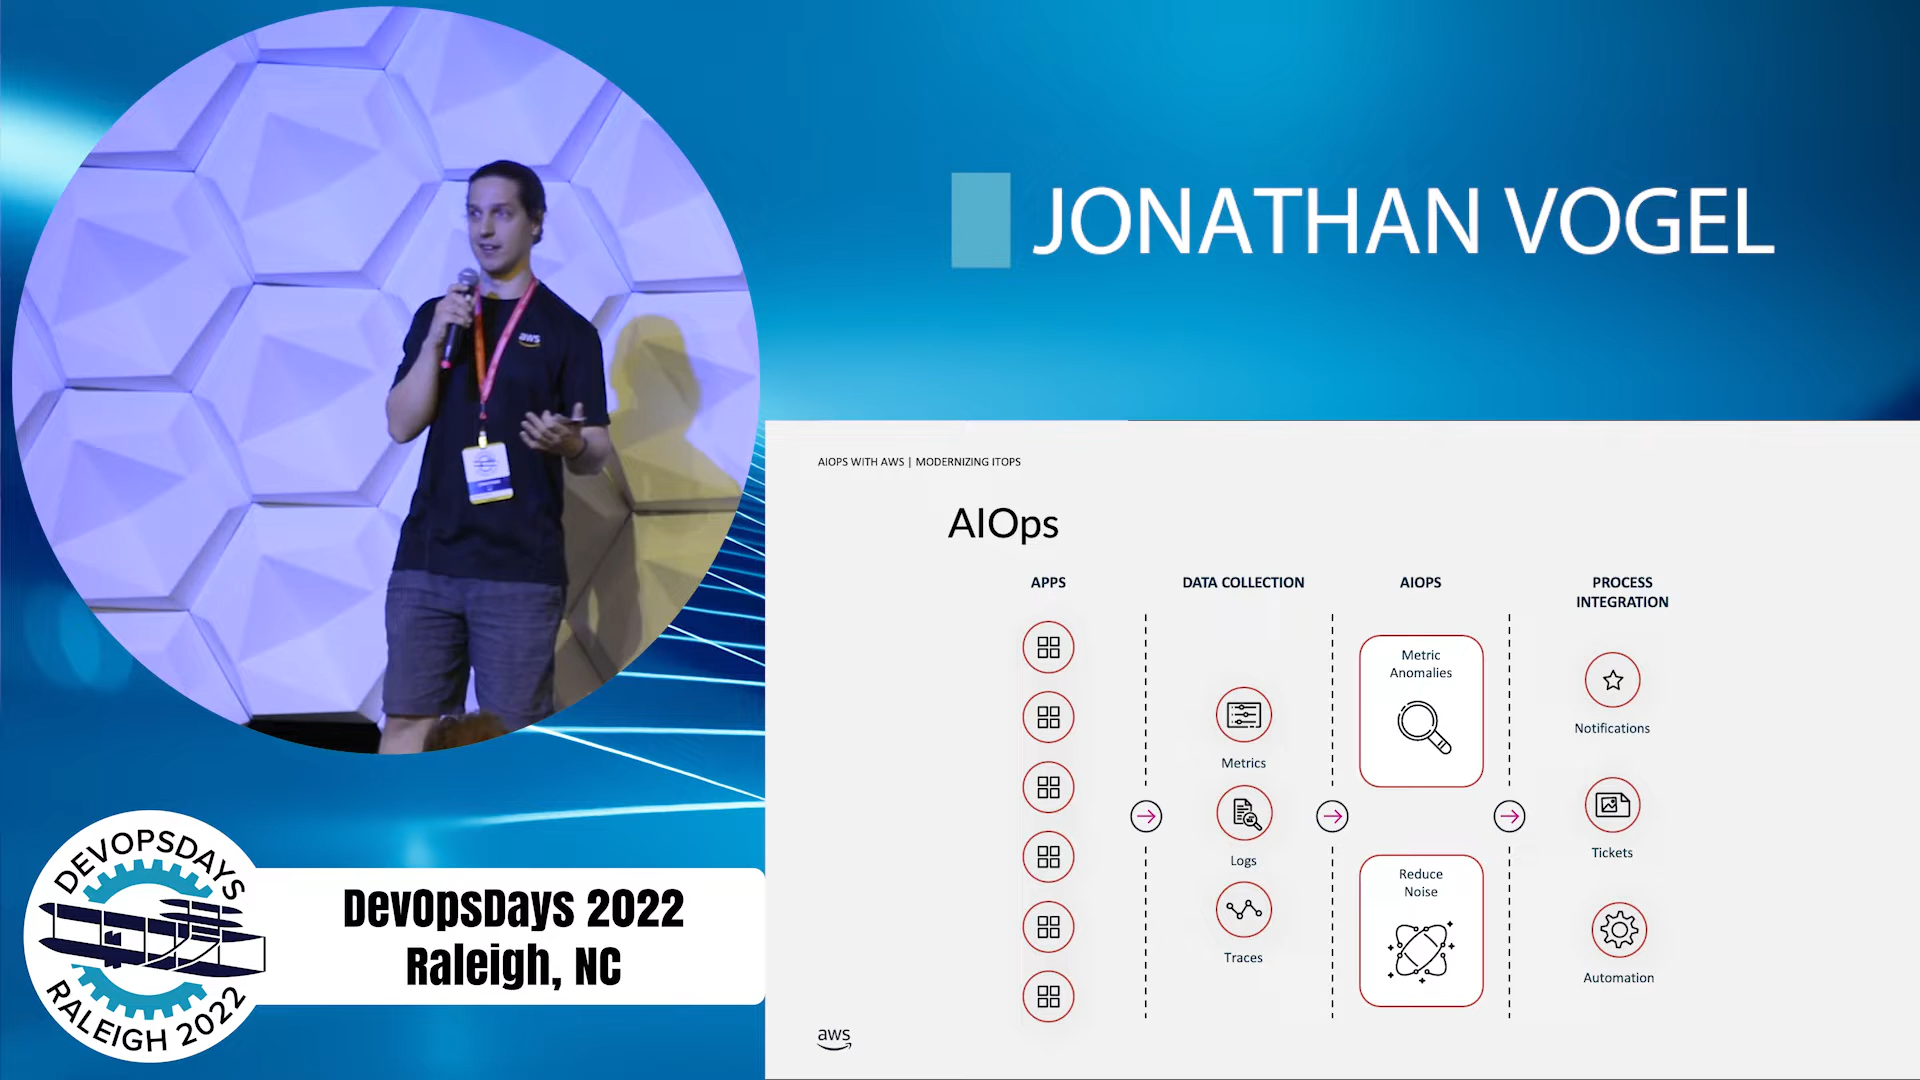 JONATHAN VOGEL
aws
AIOPS WITH AWS | MODERNIZING ITOPS
AIOps
APPS
DATA COLLECTION
AIOPS
PROCESS
INTEGRATION
Metrics
Logs
Traces
Metric
Anomalies
Reduce
Noise
Notifications
Tickets
Automation
aws
DEVOPSDAYS
RALEIGH 2022
DevOpsDays 2022
Raleigh, NC